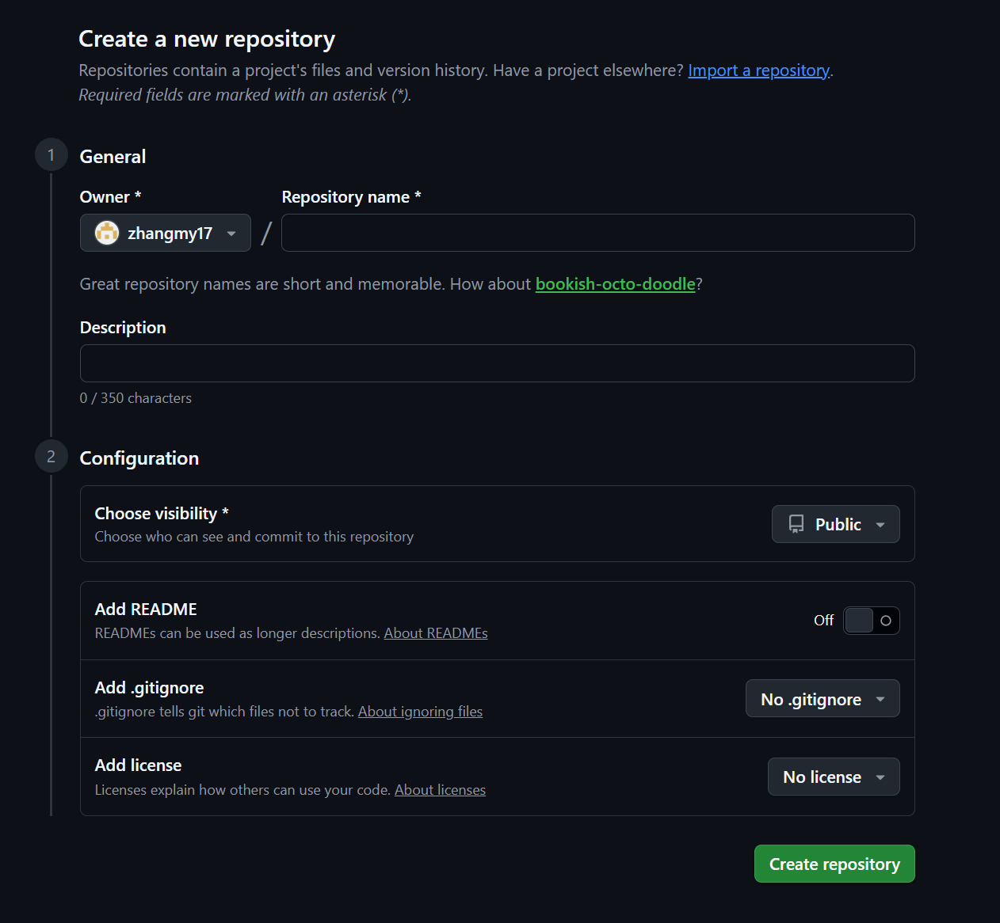 Create a new repository
Repositories contain a project's files and version history. Have a project elsewhere? Import a repository.
Required fields are marked with an asterisk (*).
1 General
Owner * Repository name *
zhangmy17 /
Great repository names are short and memorable. How about bookish-octo-doodle?
Description
0 / 350 characters
2 Configuration
Choose visibility *
Choose who can see and commit to this repository
Public
Add README
READMEs can be used as longer descriptions. About READMEs
Off
Add .gitignore
.gitignore tells git which files not to track. About ignoring files
No .gitignore
Add license
Licenses explain how others can use your code. About licenses
No license
Create repository